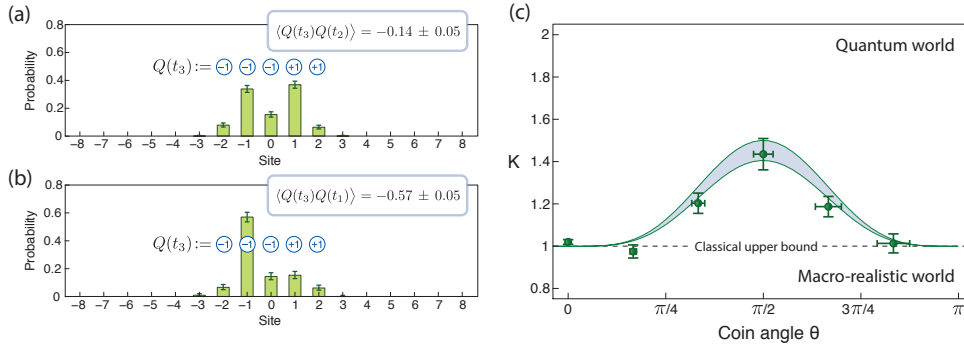 (a)
0.8
0.6
0.4
0.2
0
Probability
⟨Q(t₃)Q(t₂)⟩ = −0.14 ± 0.05
Q(t₃) := −1 −1 −1 +1 +1
−8 −7 −6 −5 −4 −3 −2 −1 0 1 2 3 4 5 6 7 8
Site
(b)
0.8
0.6
0.4
0.2
0
Probability
⟨Q(t₃)Q(t₁)⟩ = −0.57 ± 0.05
Q(t₃) := −1 −1 −1 +1 +1
−8 −7 −6 −5 −4 −3 −2 −1 0 1 2 3 4 5 6 7 8
Site
(c)
2
1.8
1.6
1.4
1.2
1
0.8
K
Quantum world
Classical upper bound
Macro-realistic world
0 π/4 π/2 3π/4 π
Coin angle θ